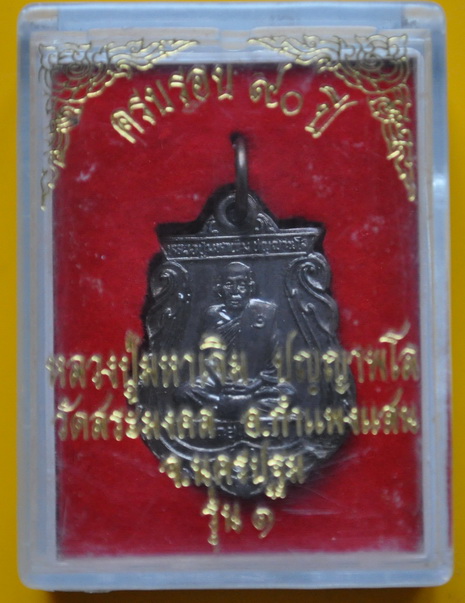 ครบรอบ ๙๐ ปี
หลวงปู่มหาเจิม ปญฺญาพโล
วัดสระมงคล อ.กำแพงแสน
จ.นครปฐม
รุ่น ๑